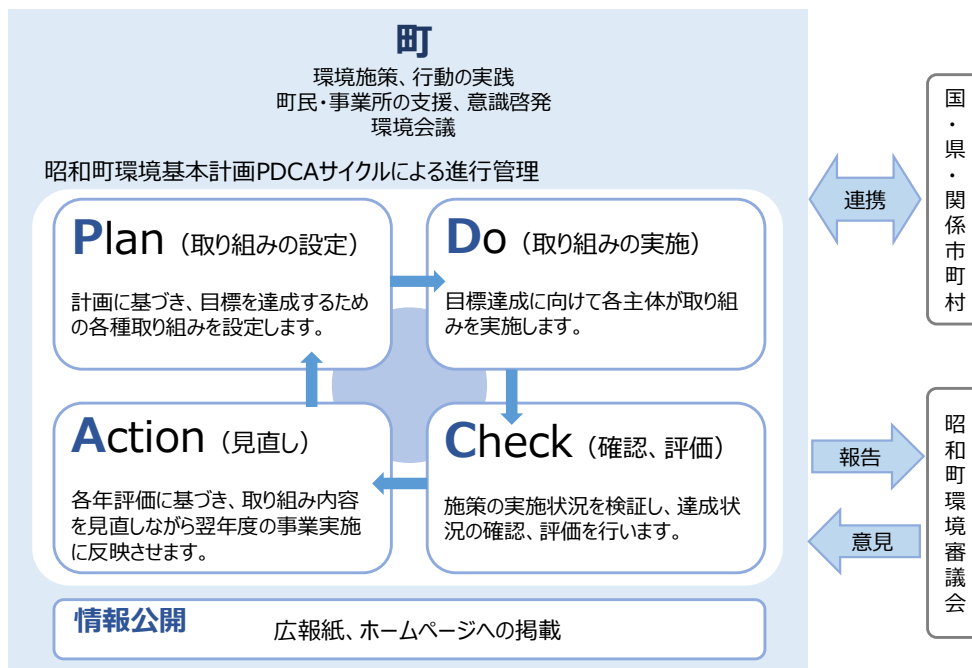 町
環境施策、行動の実践
町民・事業所の支援、意識啓発
環境会議
昭和町環境基本計画PDCAサイクルによる進行管理
Plan（取り組みの設定）
計画に基づき、目標を達成するため
の各種取り組みを設定します。
Do（取り組みの実施）
目標達成に向けて各主体が取り組
みを実施します。
Action（見直し）
各年評価に基づき、取り組み内容
を見直しながら翌年度の事業実施
に反映させます。
Check（確認、評価）
施策の実施状況を検証し、達成状
況の確認、評価を行います。
情報公開
広報紙、ホームページへの掲載
連携
国・県・関係市町村
報告
意見
昭和町環境審議会